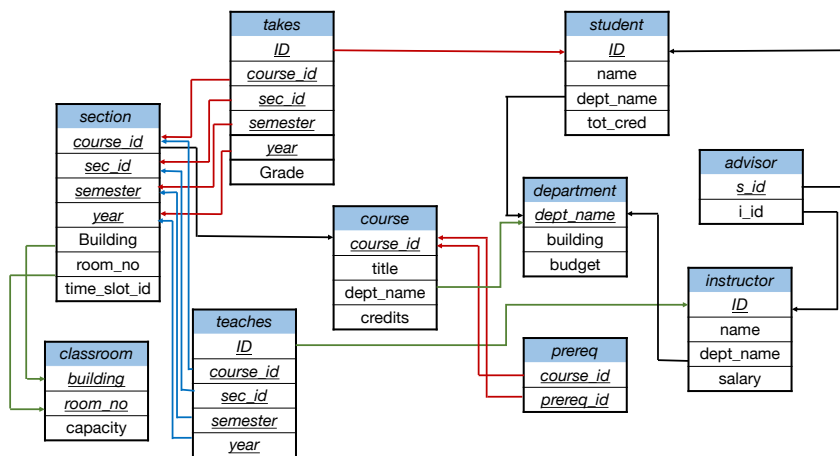 takes
ID
course_id
sec_id
semester
year
Grade
student
ID
name
dept_name
tot_cred
section
course_id
sec_id
semester
year
Building
room_no
time_slot_id
advisor
s_id
i_id
department
dept_name
building
budget
course
course_id
title
dept_name
credits
instructor
ID
name
dept_name
salary
teaches
ID
course_id
sec_id
semester
year
prereq
course_id
prereq_id
classroom
building
room_no
capacity